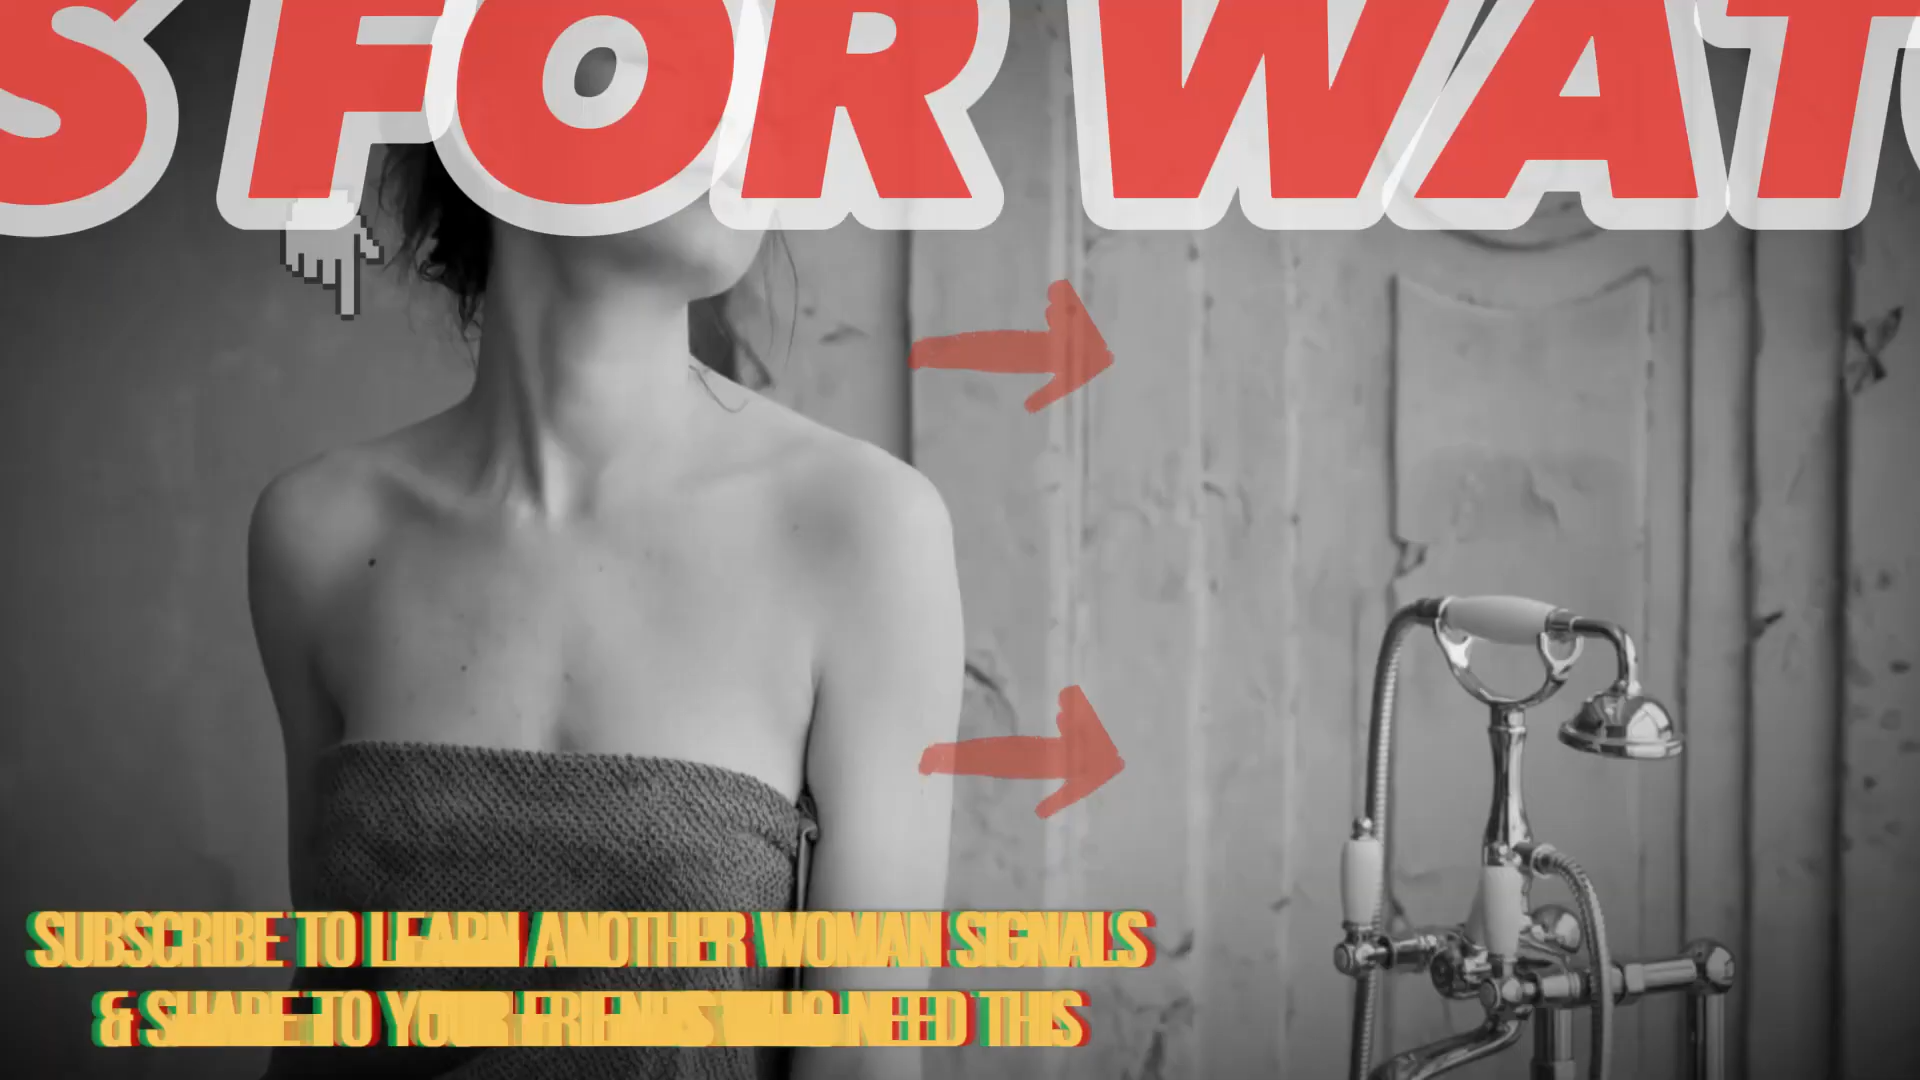 S FOR WAT
SUBSCRIBE TO LEARN ANOTHER WOMAN SIGNALS
& SHARE TO YOUR FRIENDS WHO NEED THIS